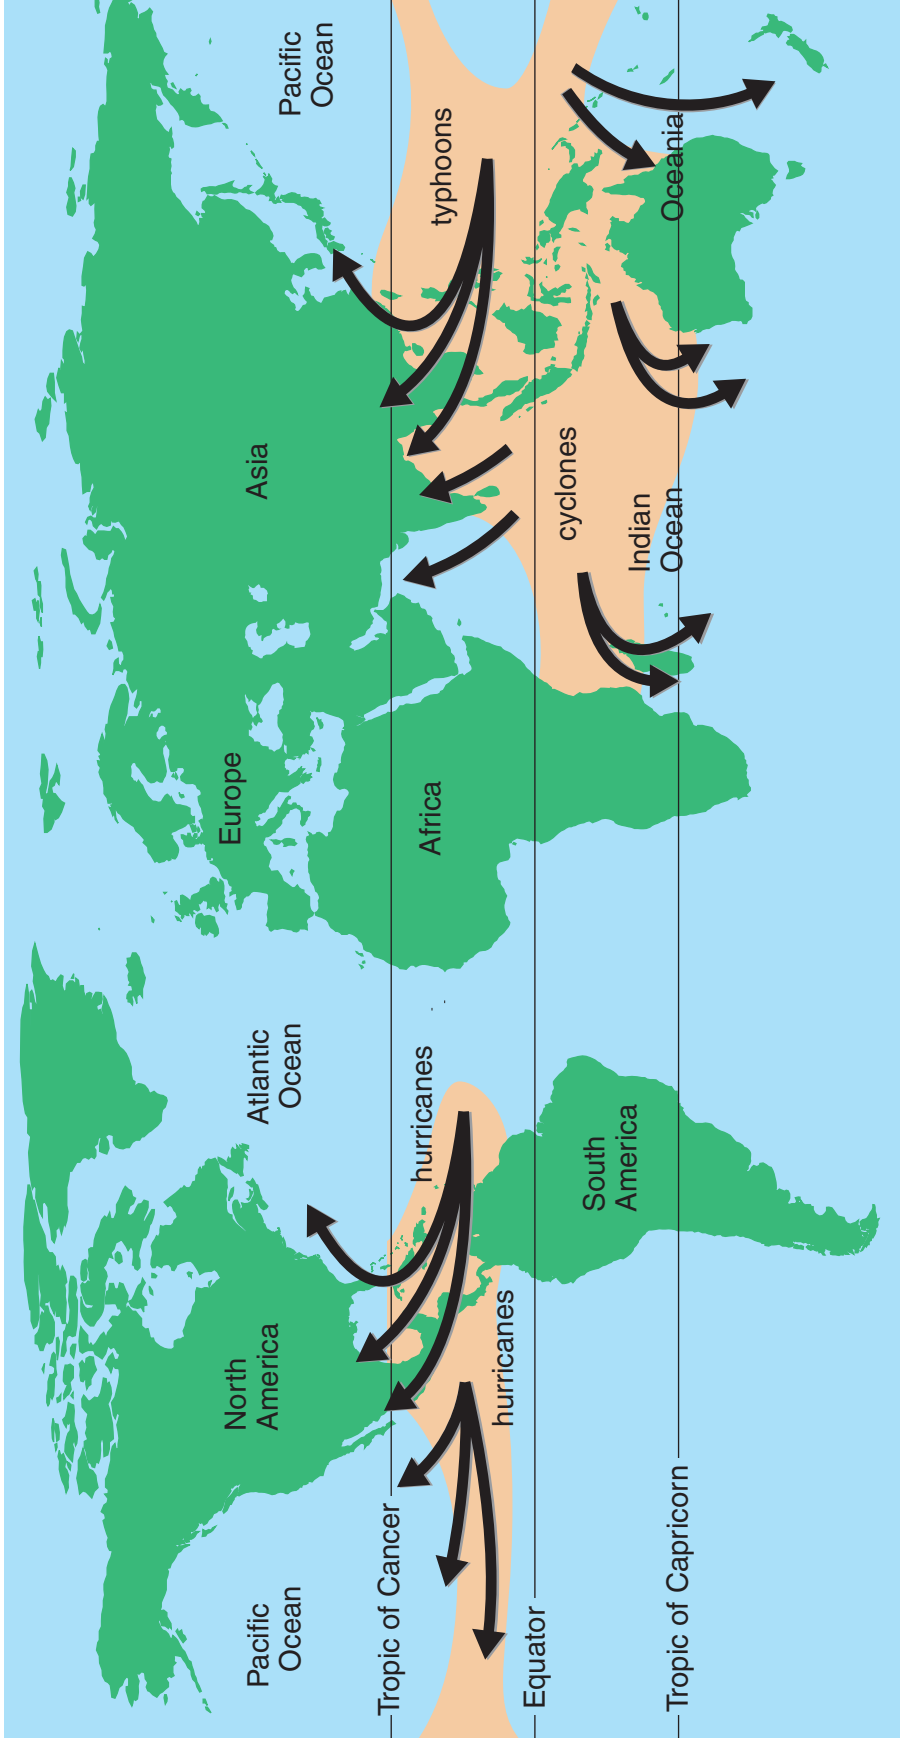 Pacific
Ocean
North
America
hurricanes
hurricanes
Atlantic
Ocean
South
America
Europe
Africa
Asia
cyclones
Indian
Ocean
typhoons
Pacific
Ocean
Oceania
Tropic of Cancer
Equator
Tropic of Capricorn